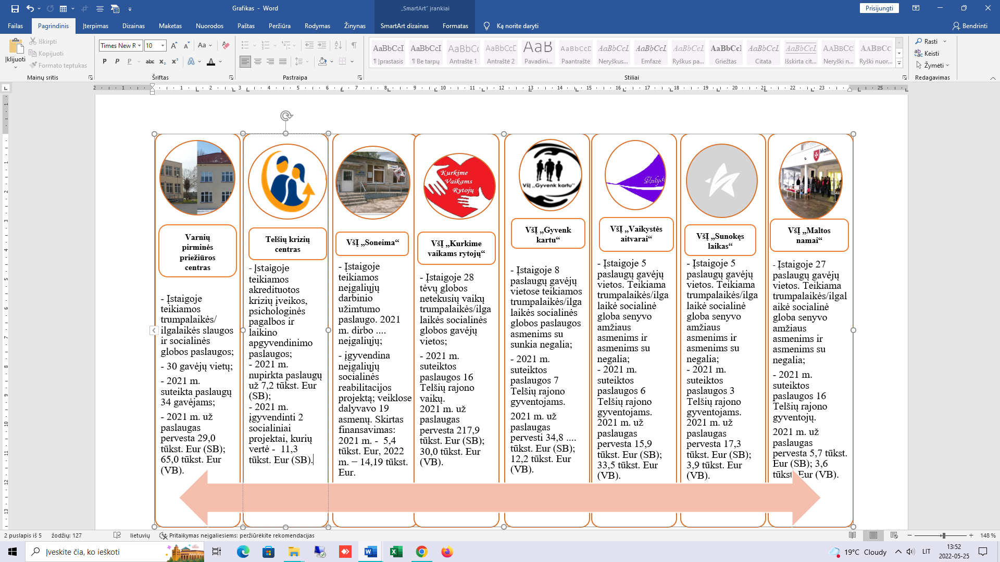 Grafikas - Word
„SmartArt“ įrankiai
Prisijungti
Failas
Pagrindinis
Įterpimas
Dizainas
Maketas
Nuorodos
Paštas
Peržiūra
Rodymas
Žinynas
SmartArt dizainas
Formatas
Ką norite daryti
Bendrinti
Įklijuoti
Iškirpti
Kopijuoti
Formato teptukas
Mainų sritis
Times New R
10
Šriftas
Pastraipa
AaBbCcI
¶ Įprastasis
AaBbCcI
¶ Be tarpų
AaBbCc
Antraštė 1
AaBbCcD
Antraštė 2
AaB
Pavadini...
AaBbCcD
Paantraštė
AaBbCcL
Neryškus...
AaBbCcL
Emfazė
AaBbCcL
Ryškus pa...
AaBbCcI
Griežtas
AaBbCcL
Citata
AaBbCcL
Išskirta cit...
AaBbCc
Neryški n...
AaBbCc
Ryški nuor...
Stiliai
Rasti
Keisti
Žymėti
Redagavimas
Varnių
pirminės
priežiūros
centras
- Įstaigoje
teikiamos
trumpalaikės/
ilgalaikės slaugos
ir socialinės
globos paslaugos;
- 30 gavėjų vietų;
- 2021 m.
suteikta paslaugų
34 gavėjams;
- 2021 m. už
paslaugas
pervesta 29,0
tūkst. Eur (SB);
65,0 tūkst. Eur
(VB).
Telšių krizių
centras
- Įstaigoje
teikiamos
akredituotos
krizių įveikos,
psichologinės
pagalbos ir
laikino
apgyvendinimo
paslaugos;
- 2021 m.
nupirkta paslaugų
už 7,2 tūkst. Eur
(SB);
- 2021 m.
įgyvendinti 2
socialiniai
projektai, kurių
vertė - 11,3
tūkst. Eur (SB).
VšĮ „Soneima“
- Įstaigoje
teikiamos
neįgaliųjų
darbinio
užimtumo
paslaugo. 2021
m. dirbo ....
neįgaliųjų;
- įgyvendina
neįgaliųjų
socialinės
reabilitacijos
projektą; veiklose
dalyvavo 19
asmenų. Skirtas
finansavimas:
2021 m. - 5,4
tūkst. Eur, 2022
m. – 14,19 tūkst.
Eur.
Kurkime
Vaikams
Rytojų
VšĮ „Kurkime
vaikams rytojų“
- Įstaigoje 28
tėvų globos
netekusių vaikų
trumpalaikės/ilga
laikės socialinės
globos gavėjų
vietos;
- 2021 m.
suteiktos
paslaugos 16
Telšių rajono
vaikų.
2021 m. už
paslaugas
pervesta 217,9
tūkst. Eur (SB);
30,0 tūkst. Eur
(VB).
VšĮ „Gyvenk kartu“
VšĮ „Gyvenk
kartu“
- Įstaigoje 8
paslaugų gavėjų
vietose teikiamos
trumpalaikės/ilga
laikės socialinės
globos paslaugos
asmenims su
sunkia negalia;
- 2021 m.
suteiktos
paslaugos 7
Telšių rajono
gyventojams.
2021 m. už
paslaugas
pervesti 34,8 ....
tūkst. Eur (SB);
12,2 tūkst. Eur
(VB).
VšĮ „Vaikystės
aitvarai“
- Įstaigoje 5
paslaugų gavėjų
vietos. Teikiama
trumpalaikės/ilga
laikė socialinė
globa senyvo
amžiaus
asmenims ir
asmenims su
negalia;
- 2021 m.
suteiktos
paslaugos 6
Telšių rajono
gyventojams.
2021 m. už
paslaugas
pervesta 15,9
tūkst. Eur (SB);
33,5 tūkst. Eur
(VB).
VšĮ „Sunokęs
laikas“
- Įstaigoje 5
paslaugų gavėjų
vietos. Teikiama
trumpalaikės/ilga
laikė socialinė
globa senyvo
amžiaus
asmenims ir
asmenims su
negalia;
- 2021 m.
suteiktos
paslaugos 3
Telšių rajono
gyventojams.
2021 m. už
paslaugas
pervesta 17,3
tūkst. Eur (SB);
3,9 tūkst. Eur
(VB).
VšĮ „Maltos
namai“
- Įstaigoje 27
paslaugų gavėjų
vietos. Teikiama
trumpalaikės/ilgal
aikė socialinė
globa senyvo
amžiaus
asmenims ir
asmenims su
negalia;
- 2021 m.
suteiktos
paslaugos 16
Telšių rajono
gyventojų.
2021 m. už
paslaugas
pervesta 5,7 tūkst.
Eur (SB); 3,6
tūkst. Eur (VB).
2 puslapis iš 5
žodžių: 127
lietuvių
Pritaikymas neįgaliesiems: peržiūrėkite rekomendacijas
148 %
Įveskite čia, ko ieškoti
19°C Cloudy
LIT
13:52
2022-05-25